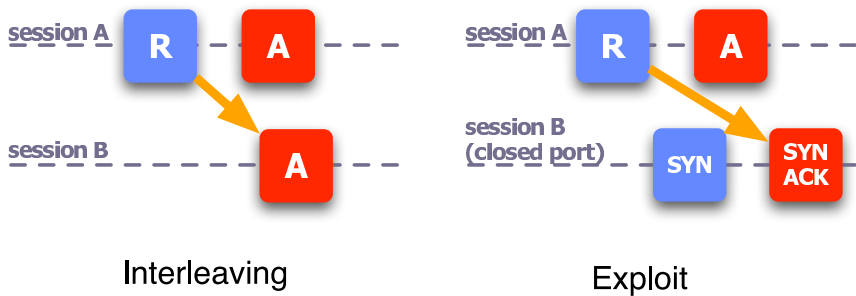 session A
R
A
session B
A
Interleaving
session A
R
A
session B
(closed port)
SYN
SYN
ACK
Exploit